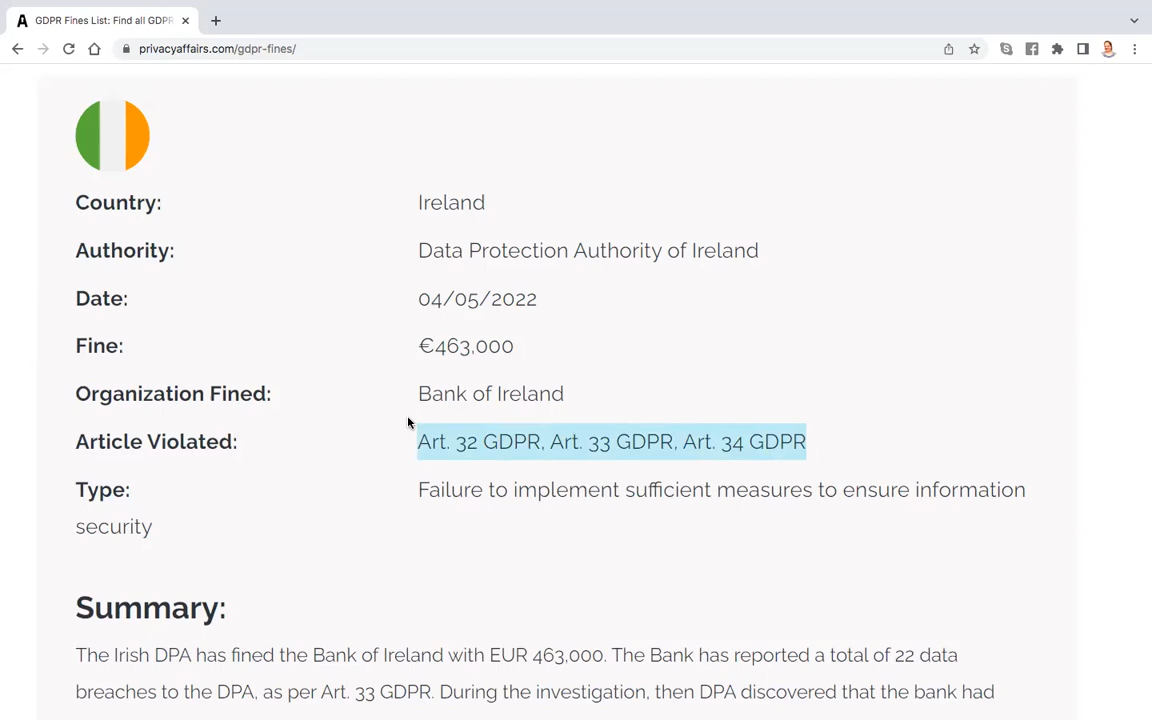 GDPR Fines List: Find all GDPR
privacyaffairs.com/gdpr-fines/
Country: Ireland
Authority: Data Protection Authority of Ireland
Date: 04/05/2022
Fine: €463,000
Organization Fined: Bank of Ireland
Article Violated: Art. 32 GDPR, Art. 33 GDPR, Art. 34 GDPR
Type: Failure to implement sufficient measures to ensure information
security
Summary:
The Irish DPA has fined the Bank of Ireland with EUR 463,000. The Bank has reported a total of 22 data
breaches to the DPA, as per Art. 33 GDPR. During the investigation, then DPA discovered that the bank had